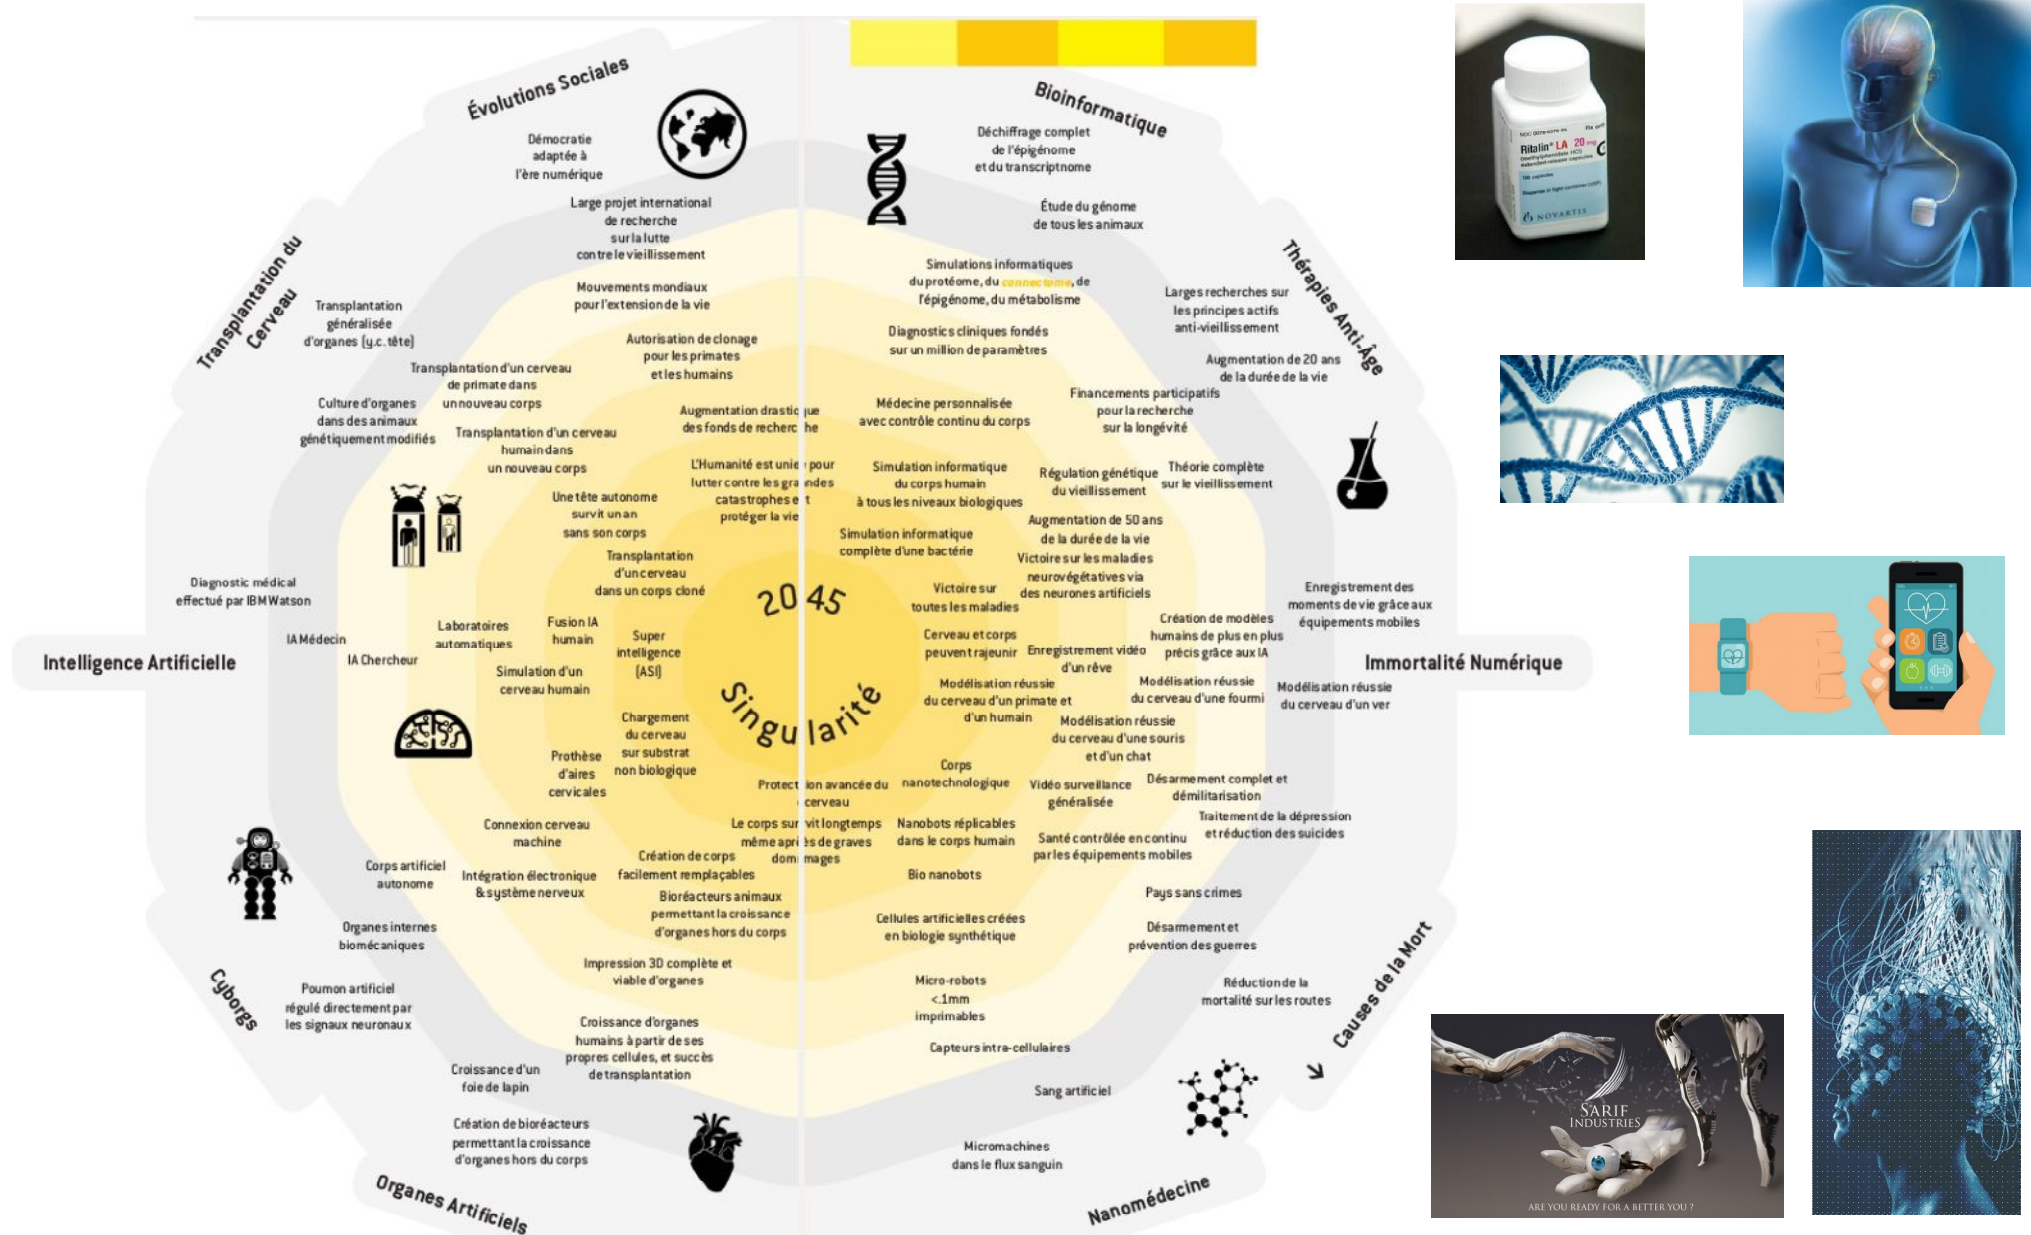 Évolutions Sociales
Démocratie
adaptée à
l'ère numérique
Large projet international
de recherche
sur la lutte
contre le vieillissement
Mouvements mondiaux
pour l'extension de la vie
Autorisation de clonage
pour les primates
et les humains
Augmentation drastique
des fonds de recherche
L'Humanité est unie pour
lutter contre les grandes
catastrophes et
protéger la vie
Bioinformatique
Déchiffrage complet
de l'épigénome
et du transcriptnome
Étude du génome
de tous les animaux
Simulations informatiques
du protéome, du connectome, de
l'épigénome, du métabolisme
Diagnostics cliniques fondés
sur un million de paramètres
Médecine personnalisée
avec contrôle continu du corps
Simulation informatique
du corps humain
à tous les niveaux biologiques
Simulation informatique
complète d'une bactérie
Thérapies Anti-Âge
Larges recherches sur
les principes actifs
anti-vieillissement
Augmentation de 20 ans
de la durée de la vie
Financements participatifs
pour la recherche
sur la longévité
Régulation génétique
du vieillissement
Théorie complète
sur le vieillissement
Augmentation de 50 ans
de la durée de la vie
Victoire sur les maladies
neurovégétatives via
des neurones artificiels
Victoire sur
toutes les maladies
Cerveau et corps
peuvent rajeunir
Transplantation du
Cerveau
Transplantation
généralisée
d'organes (y.c. tête)
Transplantation d'un cerveau
de primate dans
un nouveau corps
Culture d'organes
dans des animaux
génétiquement modifiés
Transplantation d'un cerveau
humain dans
un nouveau corps
Une tête autonome
survit un an
sans son corps
Transplantation
d'un cerveau
dans un corps cloné
2045
Singularité
Intelligence Artificielle
Diagnostic médical
effectué par IBM Watson
IA Médecin
IA Chercheur
Laboratoires
automatiques
Fusion IA
humain
Simulation d'un
cerveau humain
Super
intelligence
(ASI)
Chargement
du cerveau
sur substrat
non biologique
Immortalité Numérique
Enregistrement des
moments de vie grâce aux
équipements mobiles
Création de modèles
humains de plus en plus
précis grâce aux IA
Enregistrement vidéo
d'un rêve
Modélisation réussie
du cerveau d'un ver
Modélisation réussie
du cerveau d'une fourmi
Modélisation réussie
du cerveau d'une souris
et d'un chat
Modélisation réussie
du cerveau d'un primate et
d'un humain
Cyborgs
Prothèse
d'aires
cervicales
Connexion cerveau
machine
Corps artificiel
autonome
Intégration électronique
& système nerveux
Organes internes
biomécaniques
Poumon artificiel
régulé directement par
les signaux neuronaux
Organes Artificiels
Protection avancée du
cerveau
Le corps survit longtemps
même après de graves
dommages
Création de corps
facilement remplaçables
Bioréacteurs animaux
permettant la croissance
d'organes hors du corps
Impression 3D complète et
viable d'organes
Croissance d'organes
humains à partir de ses
propres cellules, et succès
de transplantation
Croissance d'un
foie de lapin
Création de bioréacteurs
permettant la croissance
d'organes hors du corps
Nanomédecine
Corps
nanotechnologique
Nanobots réplicables
dans le corps humain
Bio nanobots
Cellules artificielles créées
en biologie synthétique
Micro-robots
<.1mm
imprimables
Capteurs intra-cellulaires
Sang artificiel
Micromachines
dans le flux sanguin
Causes de la Mort
Vidéo surveillance
généralisée
Désarmement complet et
démilitarisation
Traitement de la dépression
et réduction des suicides
Santé contrôlée en continu
par les équipements mobiles
Pays sans crimes
Désarmement et
prévention des guerres
Réduction de la
mortalité sur les routes
Ritalin® LA 20 mg
(methylphenidate HCl)
extended-release capsules
100 capsules
NOVARTIS
SARIF
INDUSTRIES
ARE YOU READY FOR A BETTER YOU ?